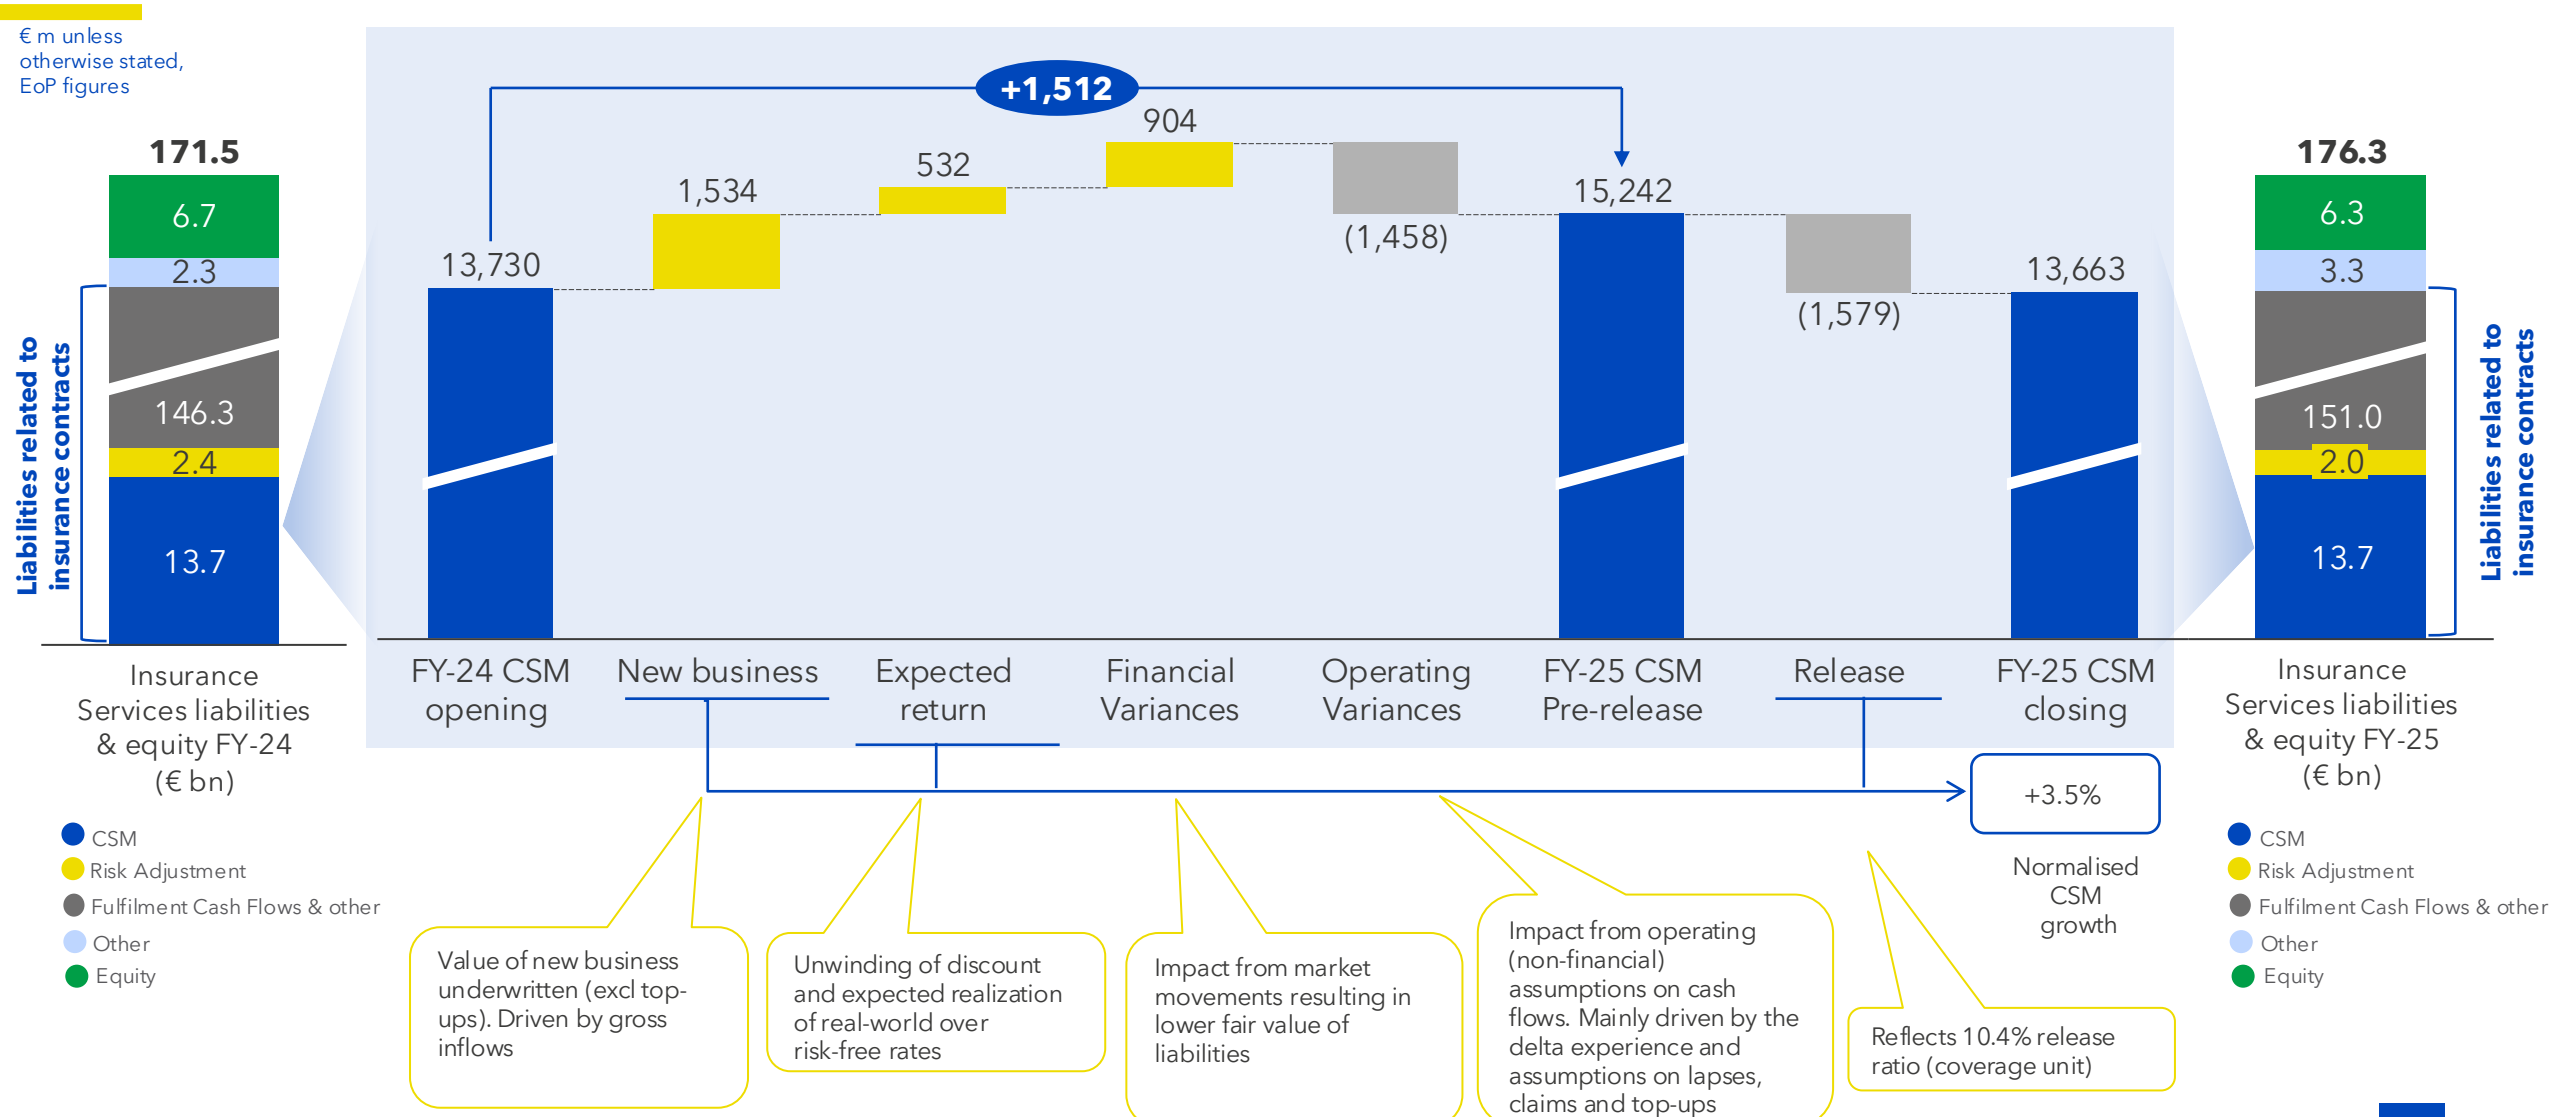 € m unless
otherwise stated,
EoP figures
171.5
6.7
2.3
146.3
2.4
13.7
Liabilities related to
insurance contracts
Insurance
Services liabilities
& equity FY-24
(€ bn)
CSM
Risk Adjustment
Fulfilment Cash Flows & other
Other
Equity
+1,512
13,730
1,534
532
904
(1,458)
15,242
(1,579)
13,663
FY-24 CSM
opening
New business
Expected
return
Financial
Variances
Operating
Variances
FY-25 CSM
Pre-release
Release
FY-25 CSM
closing
+3.5%
Normalised
CSM
growth
Value of new business
underwritten (excl top-
ups). Driven by gross
inflows
Unwinding of discount
and expected realization
of real-world over
risk-free rates
Impact from market
movements resulting in
lower fair value of
liabilities
Impact from operating
(non-financial)
assumptions on cash
flows. Mainly driven by the
delta experience and
assumptions on lapses,
claims and top-ups
Reflects 10.4% release
ratio (coverage unit)
176.3
6.3
3.3
151.0
2.0
13.7
Liabilities related to
insurance contracts
Insurance
Services liabilities
& equity FY-25
(€ bn)
CSM
Risk Adjustment
Fulfilment Cash Flows & other
Other
Equity